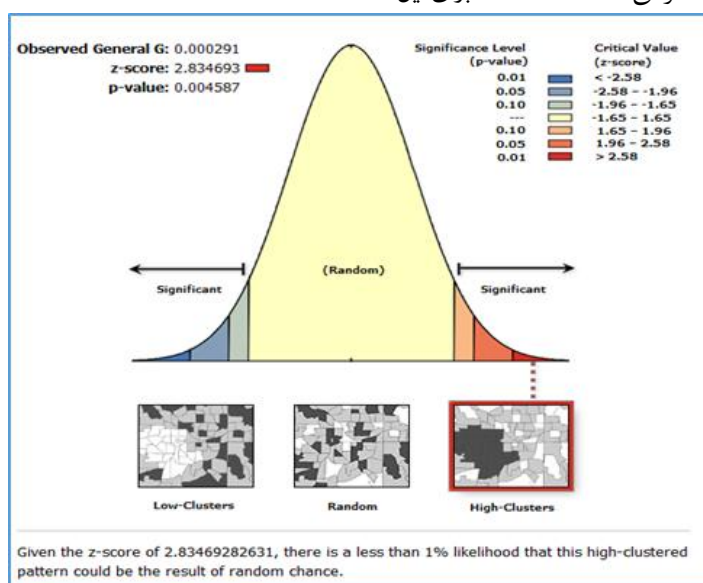 Observed General G: 0.000291
z-score: 2.834693
p-value: 0.004587
Significance Level
(p-value)
Critical Value
(z-score)
0.01 < -2.58
0.05 -2.58 - -1.96
0.10 -1.96 - -1.65
--- -1.65 - 1.65
0.10 1.65 - 1.96
0.05 1.96 - 2.58
0.01 > 2.58
(Random)
Significant
Significant
Low-Clusters
Random
High-Clusters
Given the z-score of 2.83469282631, there is a less than 1% likelihood that this high-clustered
pattern could be the result of random chance.